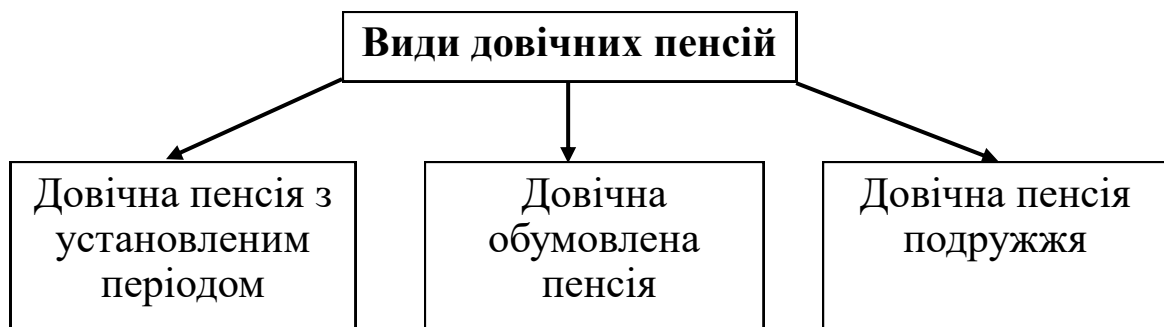 Види довічних пенсій
Довічна пенсія з
установленим
періодом
Довічна
обумовлена
пенсія
Довічна пенсія
подружжя